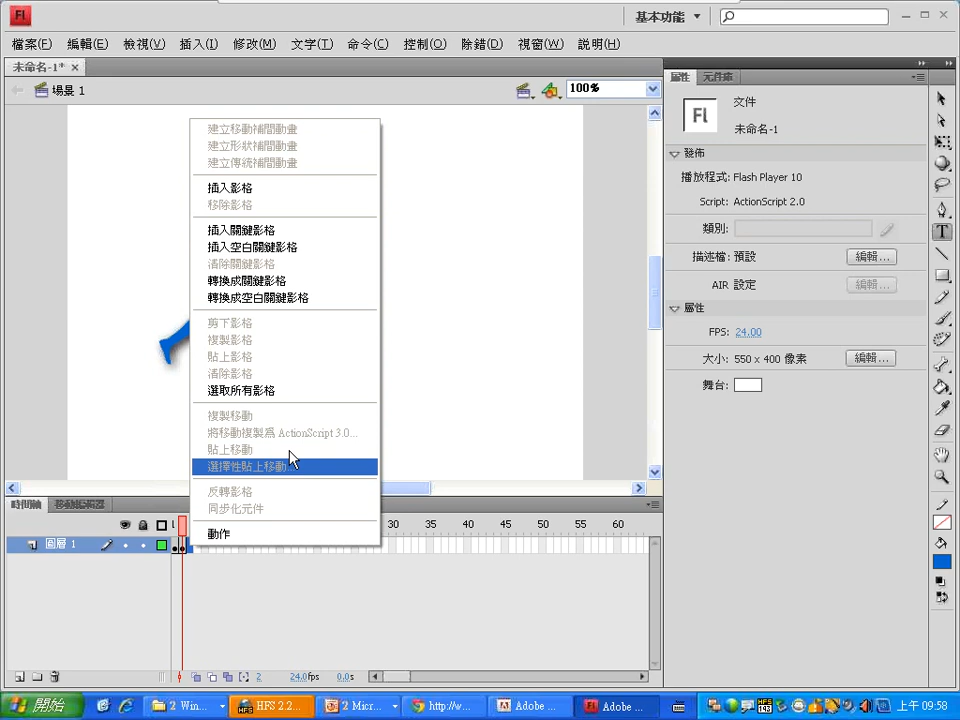 Fl
基本功能
檔案(F) 編輯(E) 檢視(V) 插入(I) 修改(M) 文字(T) 命令(C) 控制(O) 除錯(D) 視窗(W) 說明(H)
未命名-1*
場景 1
100%
建立移動補間動畫
建立形狀補間動畫
建立傳統補間動畫
插入影格
移除影格
插入關鍵影格
插入空白關鍵影格
清除關鍵影格
轉換成關鍵影格
轉換成空白關鍵影格
剪下影格
複製影格
貼上影格
清除影格
選取所有影格
複製移動
將移動複製為 ActionScript 3.0...
貼上移動
選擇性貼上移動...
反轉影格
同步化元件
動作
屬性 元件庫
Fl
文件
未命名-1
發佈
播放程式: Flash Player 10
Script: ActionScript 2.0
類別:
描述檔: 預設
編輯...
AIR 設定
編輯...
屬性
FPS: 24.00
大小: 550 x 400 像素
編輯...
舞台:
時間軸 移動編輯器
30 35 40 45 50 55 60
圖層 1
2 24.0fps 0.0s
開始
2 Win...
HFS 2.2...
2 Micr...
http://w...
Adobe ...
Adobe ...
上午 09:58